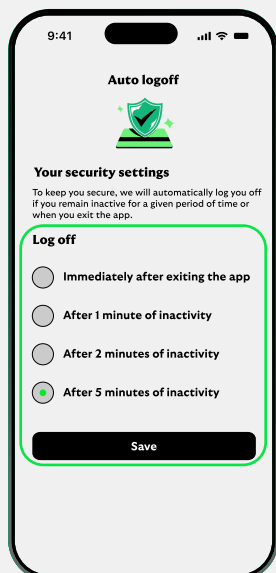 9:41
Auto logoff
Your security settings
To keep you secure, we will automatically log you off
if you remain inactive for a given period of time or
when you exit the app.
Log off
Immediately after exiting the app
After 1 minute of inactivity
After 2 minutes of inactivity
After 5 minutes of inactivity
Save